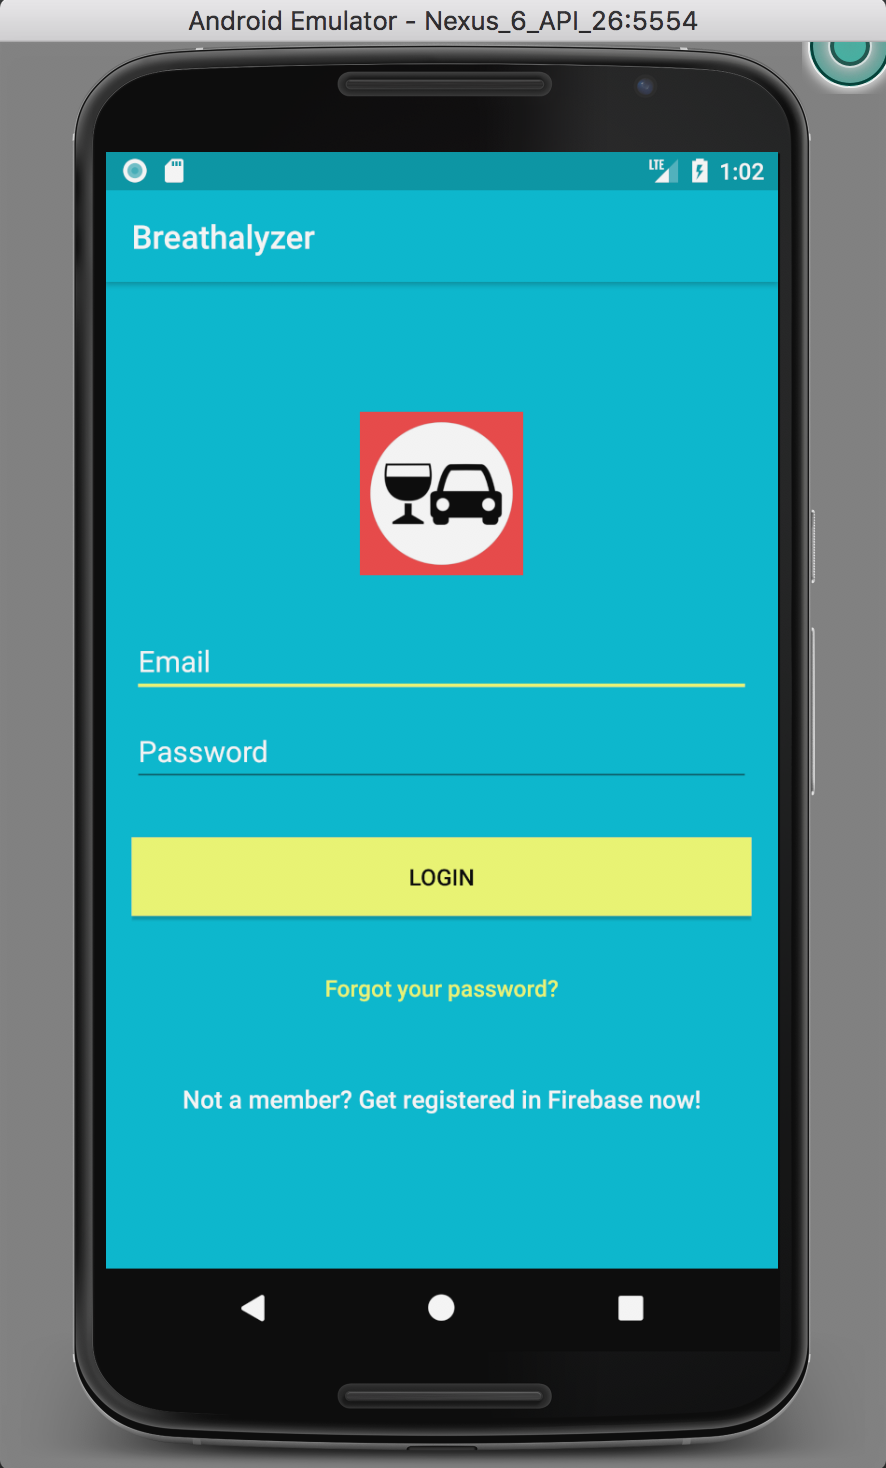 Android Emulator - Nexus_6_API_26:5554
LTE 1:02
Breathalyzer
Email
Password
LOGIN
Forgot your password?
Not a member? Get registered in Firebase now!